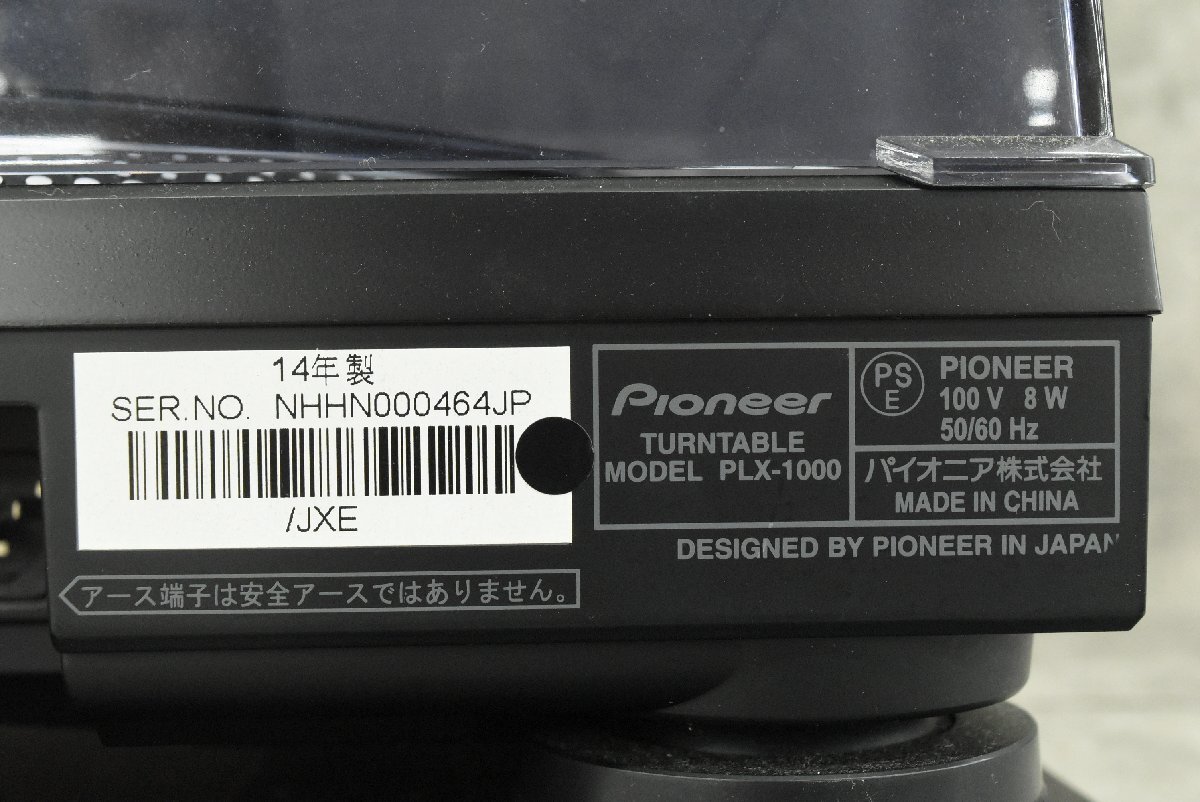 14年製
SER.NO. NHHN000464JP
/JXE
アース端子は安全アースではありません。
Pioneer
TURNTABLE
MODEL PLX-1000
PS
E
PIONEER
100 V 8 W
50/60 Hz
パイオニア株式会社
MADE IN CHINA
DESIGNED BY PIONEER IN JAPAN